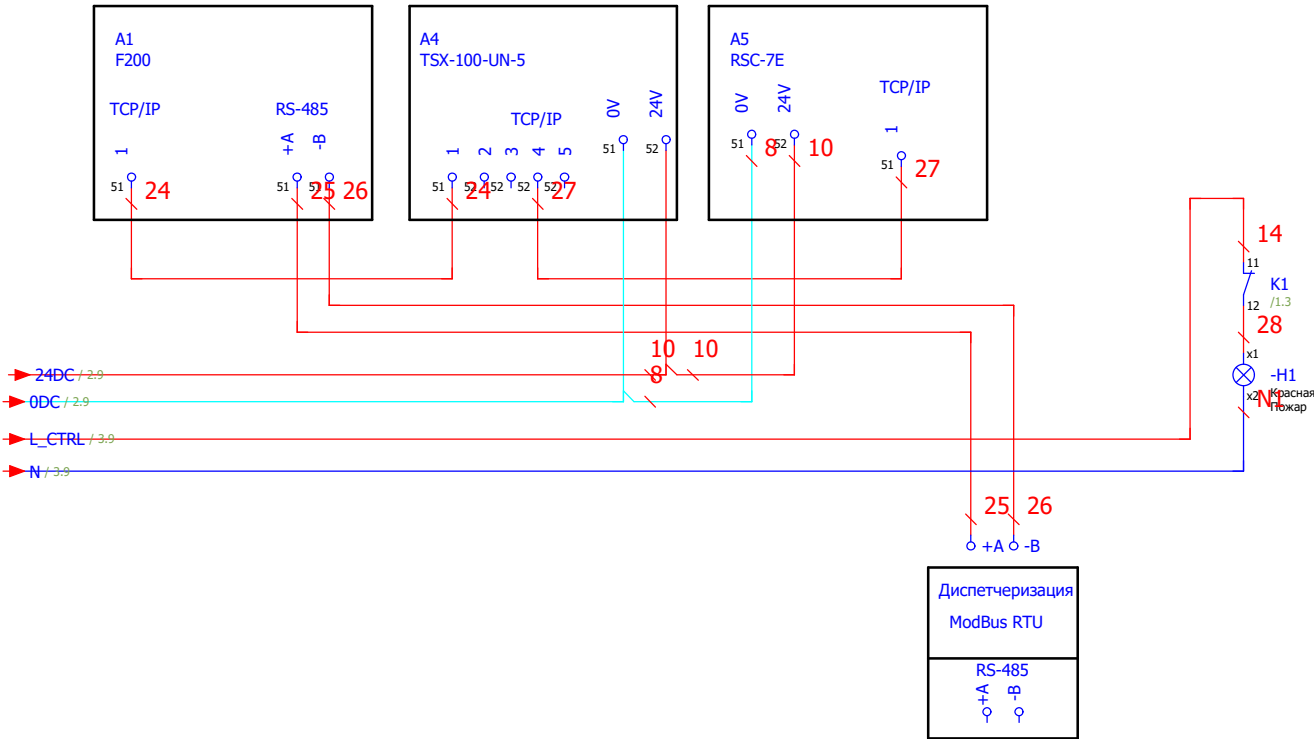 A1
F200
TCP/IP
RS-485
1
+A
-B
51
24
51
25
51
26
A4
TSX-100-UN-5
TCP/IP
0V
24V
1
2
3
4
5
51
52
51
24
52
52
52
52
27
A5
RSC-7E
0V
24V
TCP/IP
1
51
8
52
10
51
27
14
11
K1
/1.3
12
28
x1
-H1
x2
Красная
Пожар
N1
10
10
8
24DC / 2.9
0DC / 2.9
L_CTRL / 3.9
N / 3.9
25
26
+A
-B
Диспетчеризация
ModBus RTU
RS-485
+A
-B